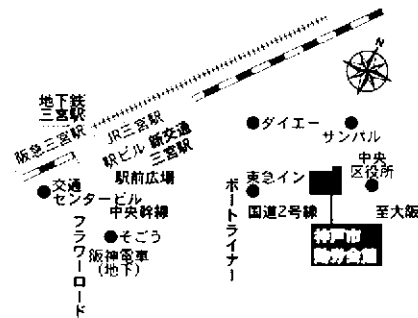 N
地下鉄
三宮駅
阪急三宮駅
JR三宮駅
駅ビル
新交通
三宮駅
駅前広場
ダイエー
サンパル
交通
センタービル
中央幹線
そごう
阪神電車
(地下)
フラワーロード
ポートライナー
東急イン
国道2号線
中央
区役所
至大阪
神戸市